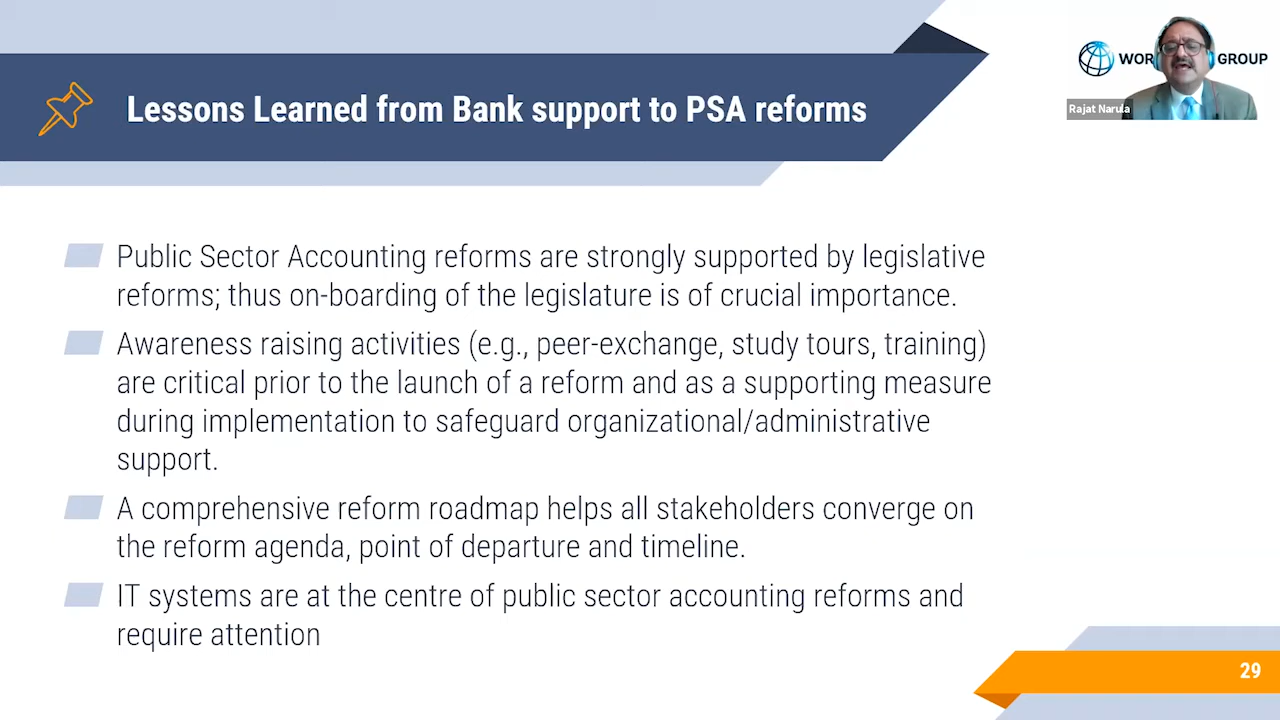 Lessons Learned from Bank support to PSA reforms
WOR
GROUP
Rajat Narula
Public Sector Accounting reforms are strongly supported by legislative
reforms; thus on-boarding of the legislature is of crucial importance.
Awareness raising activities (e.g., peer-exchange, study tours, training)
are critical prior to the launch of a reform and as a supporting measure
during implementation to safeguard organizational/administrative
support.
A comprehensive reform roadmap helps all stakeholders converge on
the reform agenda, point of departure and timeline.
IT systems are at the centre of public sector accounting reforms and
require attention
29